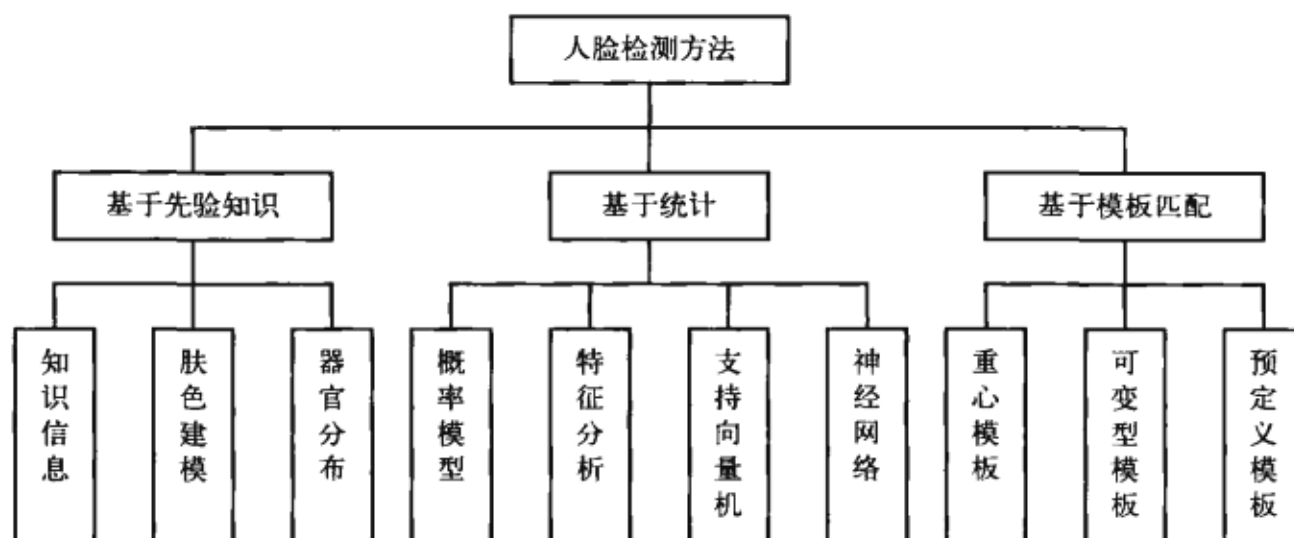 人脸检测方法
基于先验知识
基于统计
基于模板匹配
知识信息
肤色建模
器官分布
概率模型
特征分析
支持向量机
神经网络
重心模板
可变型模板
预定义模板